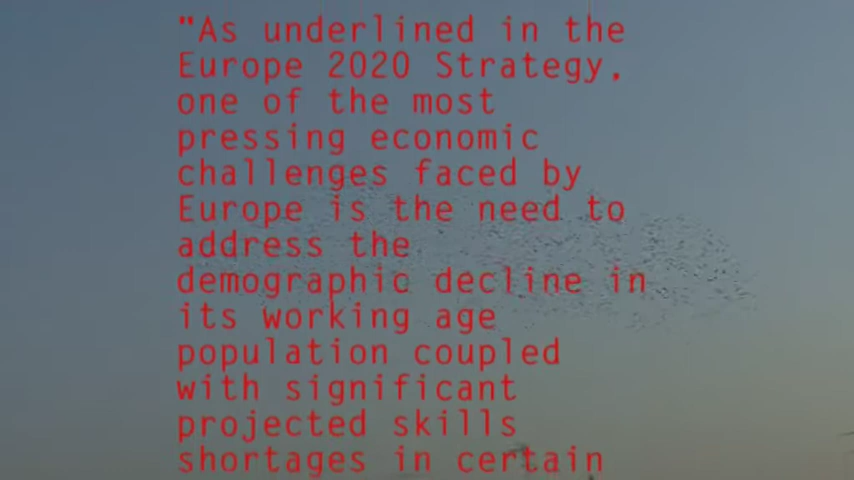 "As underlined in the
Europe 2020 Strategy,
one of the most
pressing economic
challenges faced by
Europe is the need to
address the
demographic decline in
its working age
population coupled
with significant
projected skills
shortages in certain